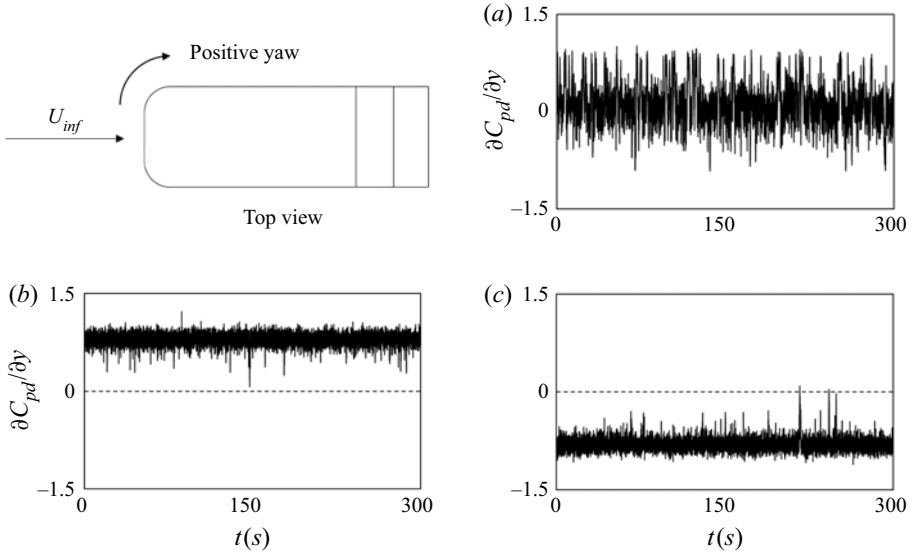 Positive yaw
U_inf
Top view
(a)
1.5
∂C_pd/∂y
0
−1.5
0
150
300
(b)
1.5
∂C_pd/∂y
0
−1.5
0
150
300
t(s)
(c)
1.5
0
−1.5
0
150
300
t(s)